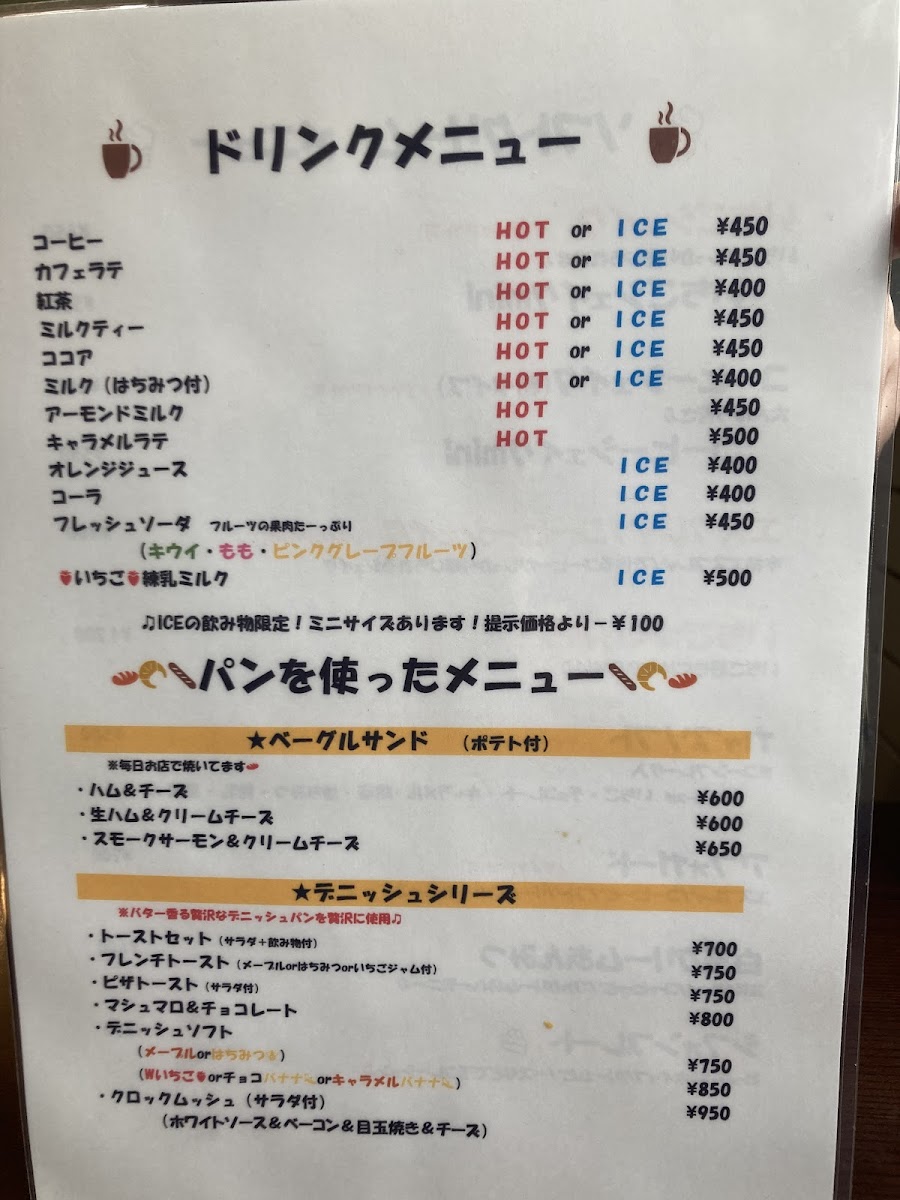 ドリンクメニュー
コーヒー HOT or ICE ¥450
カフェラテ HOT or ICE ¥450
紅茶 HOT or ICE ¥400
ミルクティー HOT or ICE ¥450
ココア HOT or ICE ¥450
ミルク（はちみつ付） HOT or ICE ¥400
アーモンドミルク HOT ¥450
キャラメルラテ HOT ¥500
オレンジジュース ICE ¥400
コーラ ICE ¥400
フレッシュソーダ フルーツの果肉たーっぷり ICE ¥450
（キウイ・もも・ピンクグレープフルーツ）
いちご練乳ミルク ICE ¥500
♫ICEの飲み物限定！ミニサイズあります！提示価格より－¥100
パンを使ったメニュー
★ベーグルサンド （ポテト付）
※毎日お店で焼いてます
・ハム＆チーズ ¥600
・生ハム＆クリームチーズ ¥600
・スモークサーモン＆クリームチーズ ¥650
★デニッシュシリーズ
※バター香る贅沢なデニッシュパンを贅沢に使用♫
・トーストセット（サラダ＋飲み物付） ¥700
・フレンチトースト（メープルorはちみつorいちごジャム付） ¥750
・ピザトースト（サラダ付） ¥750
・マシュマロ＆チョコレート ¥800
・デニッシュソフト
（メープルorはちみつ） ¥750
（Wいちごorチョコバナナorキャラメルバナナ） ¥850
・クロックムッシュ（サラダ付） ¥950
（ホワイトソース＆ベーコン＆目玉焼き＆チーズ）